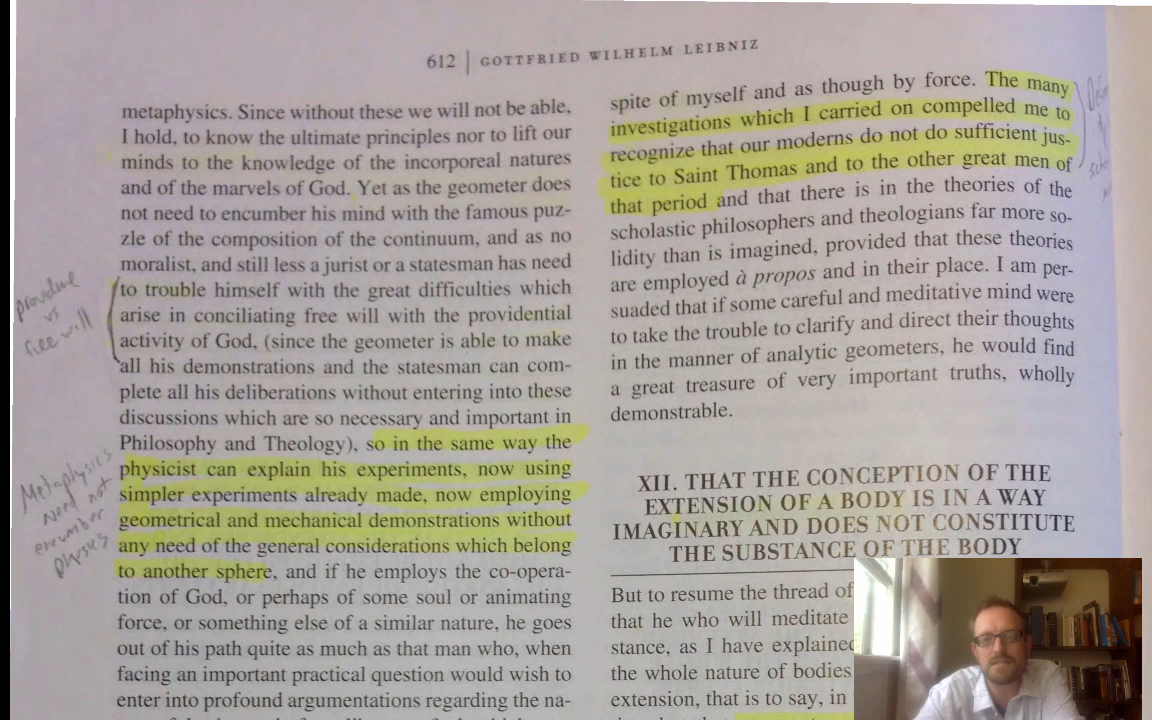 612 | GOTTFRIED WILHELM LEIBNIZ
metaphysics. Since without these we will not be able,
I hold, to know the ultimate principles nor to lift our
minds to the knowledge of the incorporeal natures
and of the marvels of God. Yet as the geometer does
not need to encumber his mind with the famous puz-
zle of the composition of the continuum, and as no
moralist, and still less a jurist or a statesman has need
to trouble himself with the great difficulties which
arise in conciliating free will with the providential
activity of God, (since the geometer is able to make
all his demonstrations and the statesman can com-
plete all his deliberations without entering into these
discussions which are so necessary and important in
Philosophy and Theology), so in the same way the
physicist can explain his experiments, now using
simpler experiments already made, now employing
geometrical and mechanical demonstrations without
any need of the general considerations which belong
to another sphere, and if he employs the co-opera-
tion of God, or perhaps of some soul or animating
force, or something else of a similar nature, he goes
out of his path quite as much as that man who, when
facing an important practical question would wish to
enter into profound argumentations regarding the na-
providence
vs
free will
Metaphysics
need not
encumber
physics
spite of myself and as though by force. The many
investigations which I carried on compelled me to
recognize that our moderns do not do sufficient jus-
tice to Saint Thomas and to the other great men of
that period and that there is in the theories of the
scholastic philosophers and theologians far more so-
lidity than is imagined, provided that these theories
are employed à propos and in their place. I am per-
suaded that if some careful and meditative mind were
to take the trouble to clarify and direct their thoughts
in the manner of analytic geometers, he would find
a great treasure of very important truths, wholly
demonstrable.
XII. THAT THE CONCEPTION OF THE
EXTENSION OF A BODY IS IN A WAY
IMAGINARY AND DOES NOT CONSTITUTE
THE SUBSTANCE OF THE BODY
But to resume the thread of
that he who will meditate
stance, as I have explained
the whole nature of bodies
extension, that is to say, in